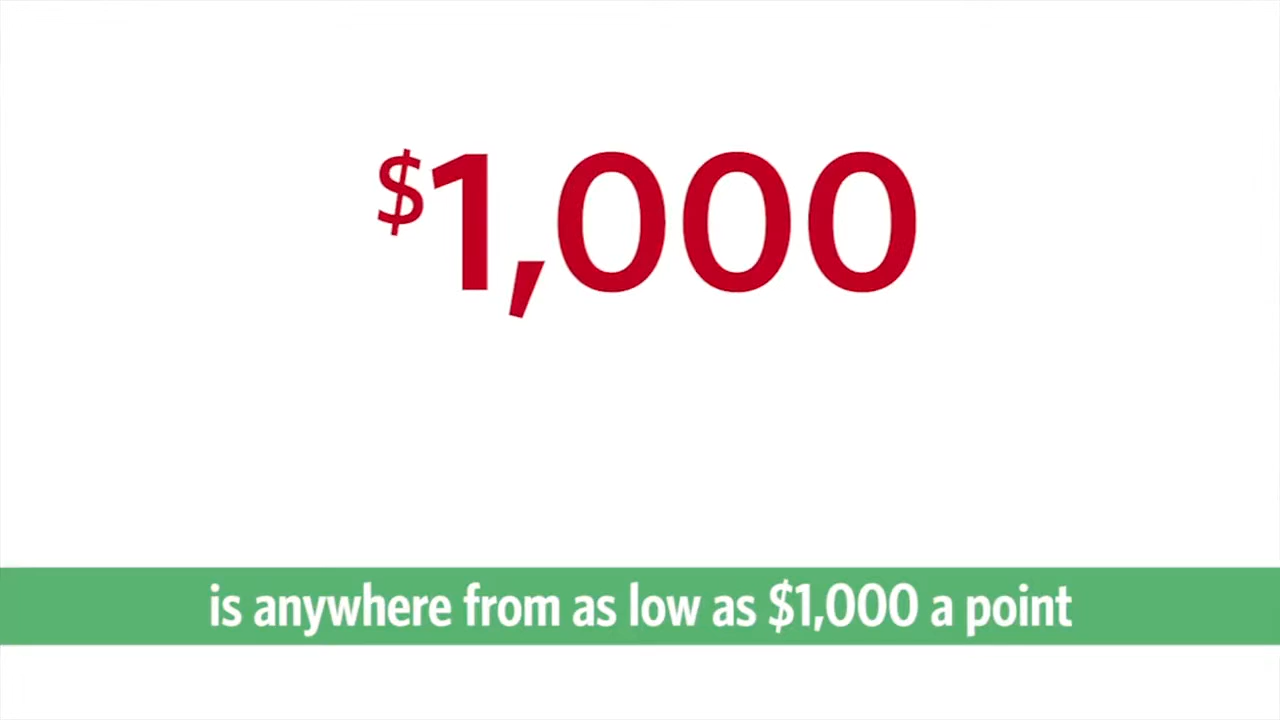 $1,000
is anywhere from as low as $1,000 a point